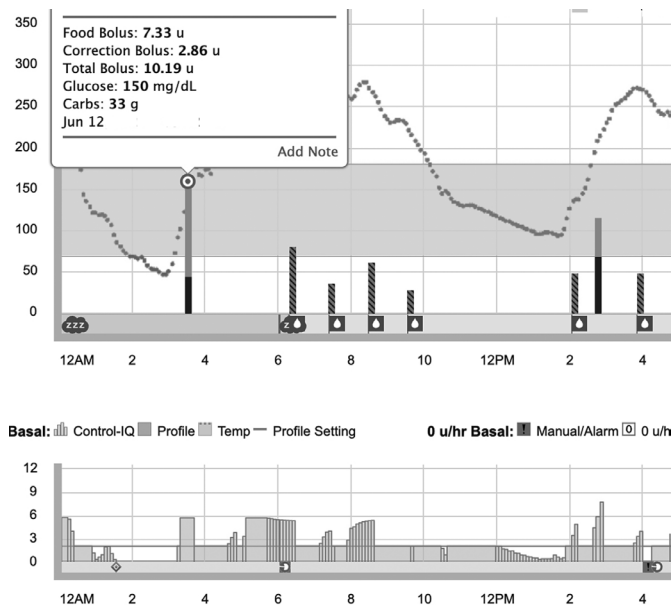 350
300
250
200
150
100
50
0
Food Bolus: 7.33 u
Correction Bolus: 2.86 u
Total Bolus: 10.19 u
Glucose: 150 mg/dL
Carbs: 33 g
Jun 12
Add Note
zzz
12AM 2 4 6 8 10 12PM 2 4
Basal: Control-IQ Profile Temp Profile Setting 0 u/hr Basal: ! Manual/Alarm 0 0 u/h
12
9
6
3
0
!
12AM 2 4 6 8 10 12PM 2 4